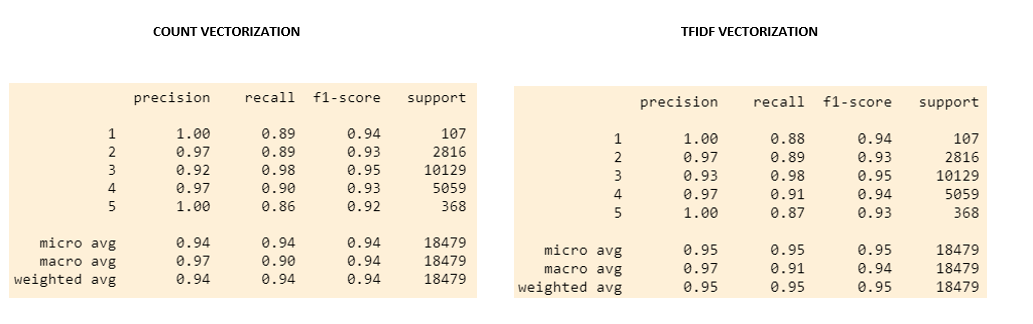 COUNT VECTORIZATION
precision recall f1-score support
1 1.00 0.89 0.94 107
2 0.97 0.89 0.93 2816
3 0.92 0.98 0.95 10129
4 0.97 0.90 0.93 5059
5 1.00 0.86 0.92 368
micro avg 0.94 0.94 0.94 18479
macro avg 0.97 0.90 0.94 18479
weighted avg 0.94 0.94 0.94 18479
TFIDF VECTORIZATION
precision recall f1-score support
1 1.00 0.88 0.94 107
2 0.97 0.89 0.93 2816
3 0.93 0.98 0.95 10129
4 0.97 0.91 0.94 5059
5 1.00 0.87 0.93 368
micro avg 0.95 0.95 0.95 18479
macro avg 0.97 0.91 0.94 18479
weighted avg 0.95 0.95 0.95 18479